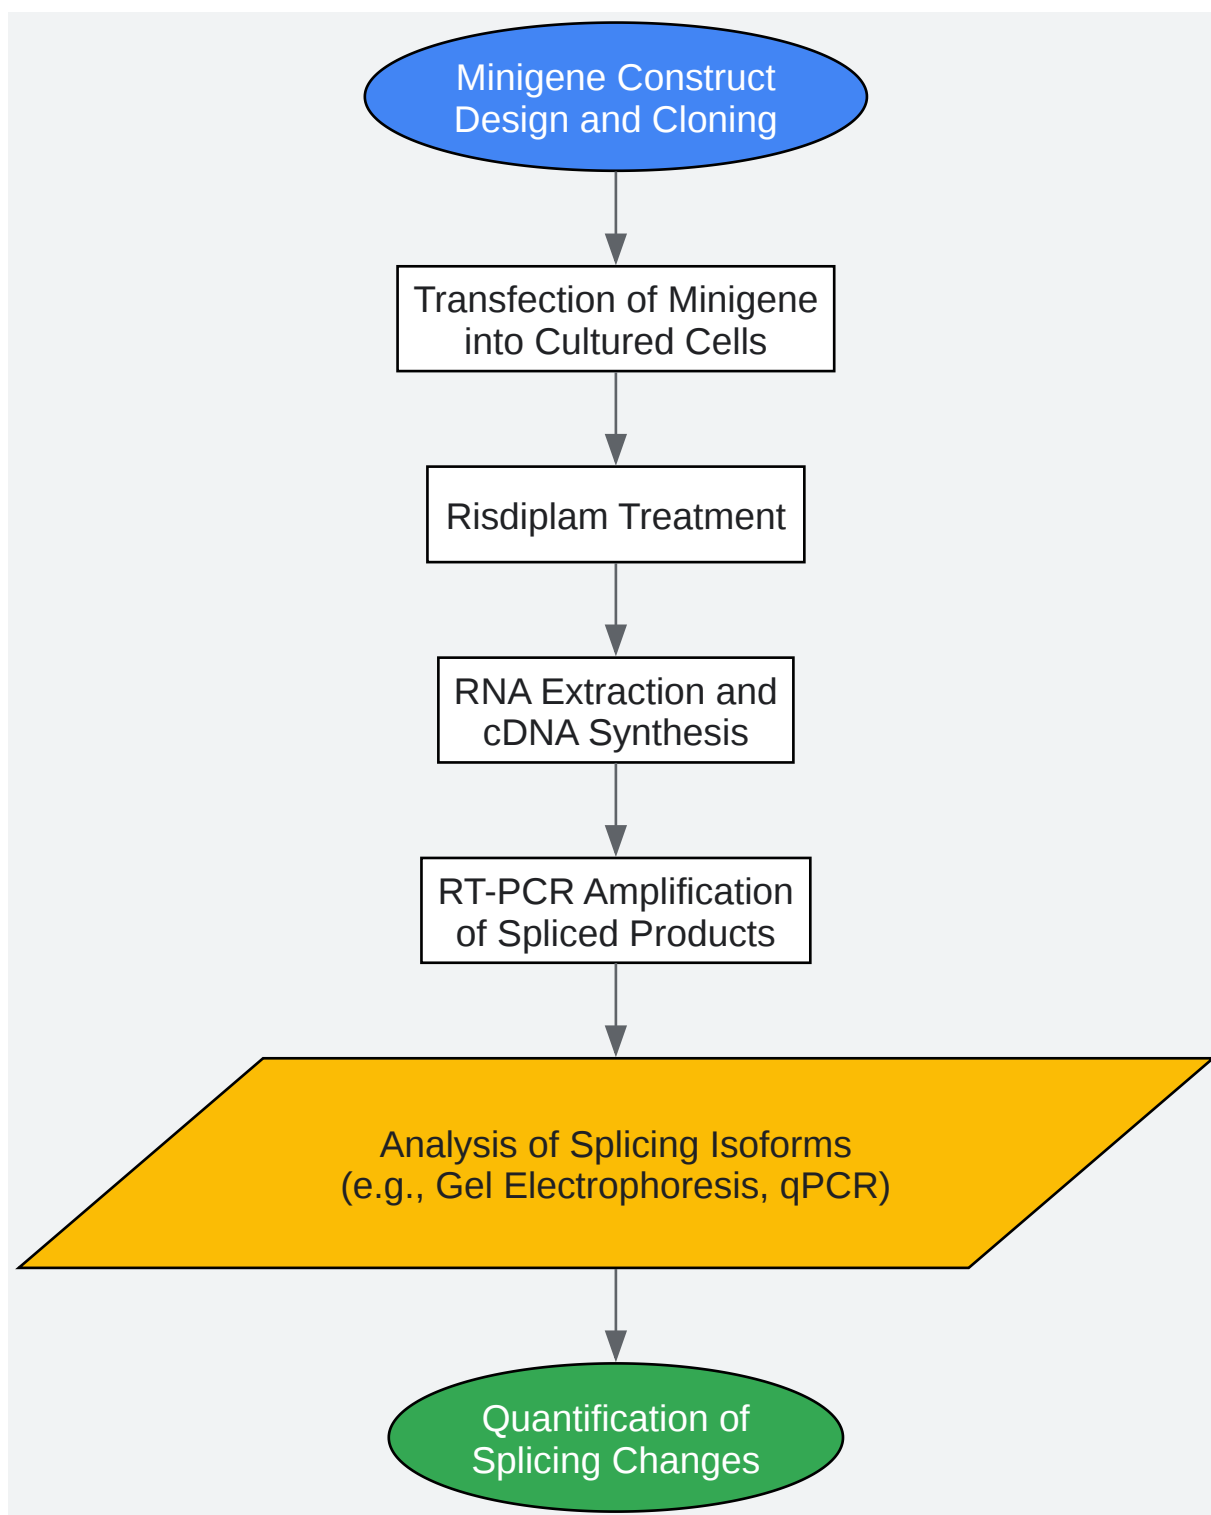 Minigene Construct
Design and Cloning
Transfection of Minigene
into Cultured Cells
Risdiplam Treatment
RNA Extraction and
cDNA Synthesis
RT-PCR Amplification
of Spliced Products
Analysis of Splicing Isoforms
(e.g., Gel Electrophoresis, qPCR)
Quantification of
Splicing Changes